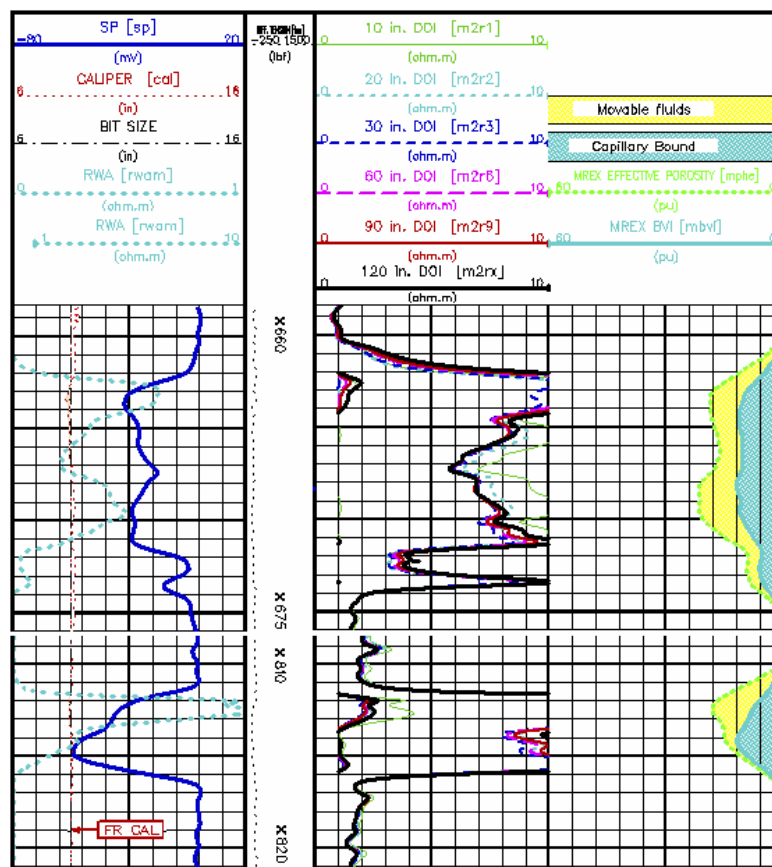 SP [sp]
-80 20
(mV)
CALIPER [cal]
6 16
(in)
BIT SIZE
6 16
(in)
RWA [rwam]
0 1
(ohm.m)
RWA [rwam]
1 10
(ohm.m)
-250 1500
(lbf)
10 in. DOI [m2r1]
0 10
(ohm.m)
20 in. DOI [m2r2]
0 10
(ohm.m)
30 in. DOI [m2r3]
0 10
(ohm.m)
60 in. DOI [m2r6]
0 10
(ohm.m)
90 in. DOI [m2r9]
0 10
(ohm.m)
120 in. DOI [m2rx]
0 10
(ohm.m)
Movable fluids
Capillary Bound
MREX EFFECTIVE POROSITY [mphe]
60
(pu)
MREX BVI [mbvi]
60
(pu)
X660
X675
X810
X820
FR CAL